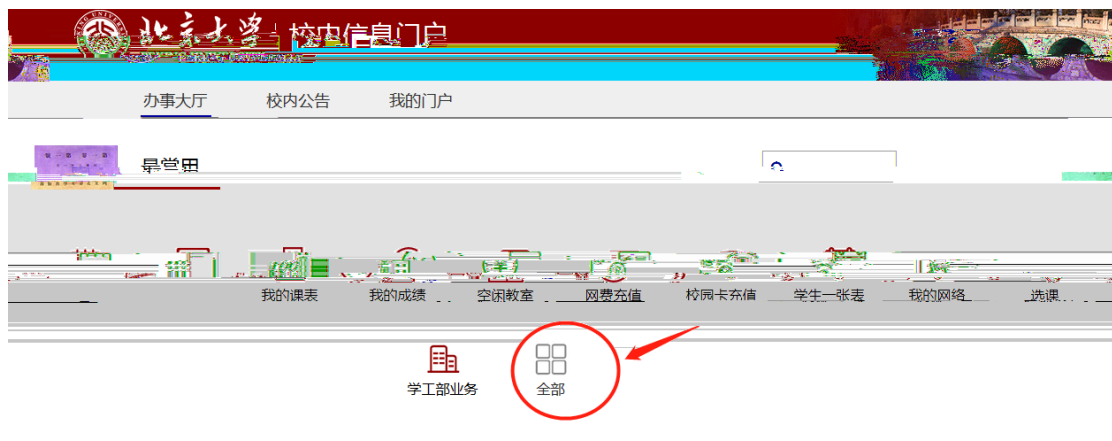 北京大学 校内信息门户
办事大厅 校内公告 我的门户
最常用
我的课表 我的成绩 空闲教室 网费充值 校园卡充值 学生一张表 我的网络 选课
学工部业务 全部